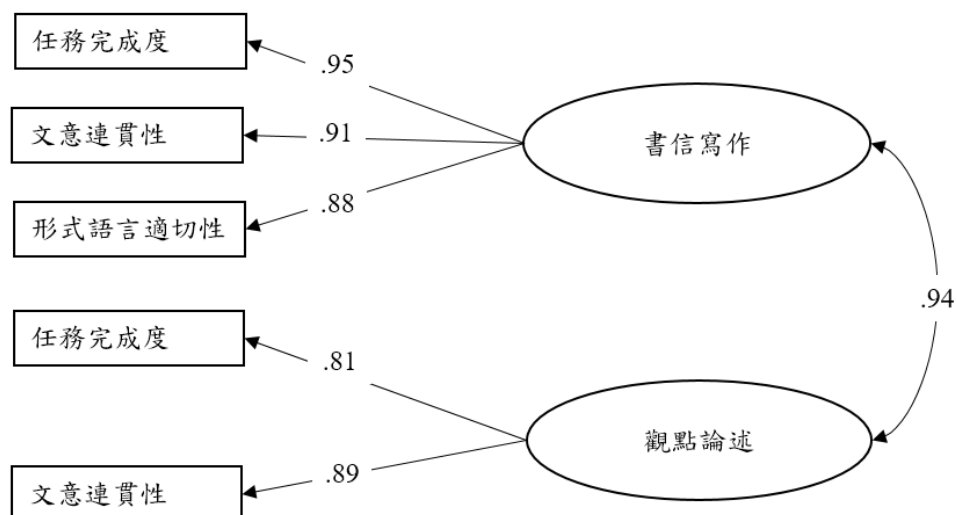 任務完成度
.95
文意連貫性
.91
書信寫作
.88
形式語言適切性
.94
任務完成度
.81
觀點論述
.89
文意連貫性